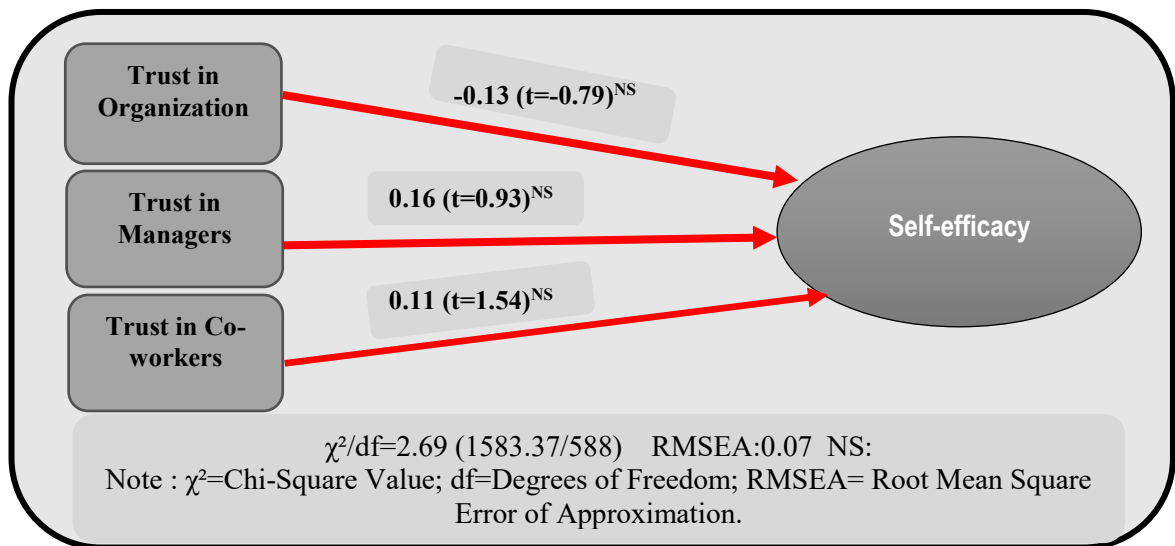 Trust in
Organization
-0.13 (t=-0.79)NS
Trust in
Managers
0.16 (t=0.93)NS
Self-efficacy
Trust in Co-
workers
0.11 (t=1.54)NS
χ²/df=2.69 (1583.37/588) RMSEA:0.07 NS:
Note : χ²=Chi-Square Value; df=Degrees of Freedom; RMSEA= Root Mean Square
Error of Approximation.